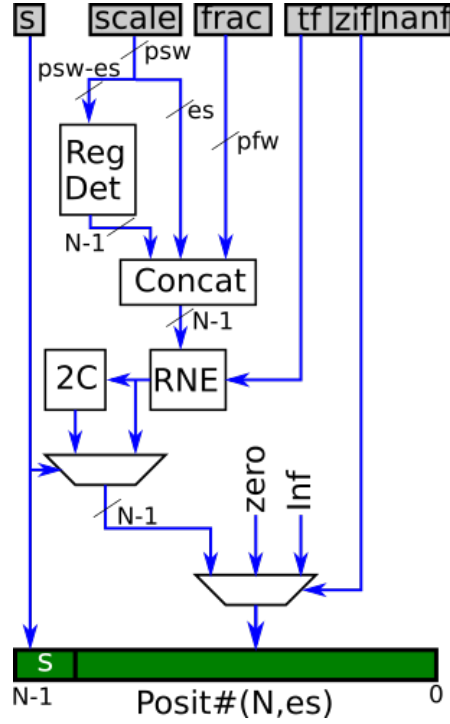 s scale frac tf zif nanf
psw
psw-es
es
pfw
Reg
Det
N-1
Concat
N-1
2C RNE
zero Inf
N-1
s
N-1 0
Posit#(N,es)